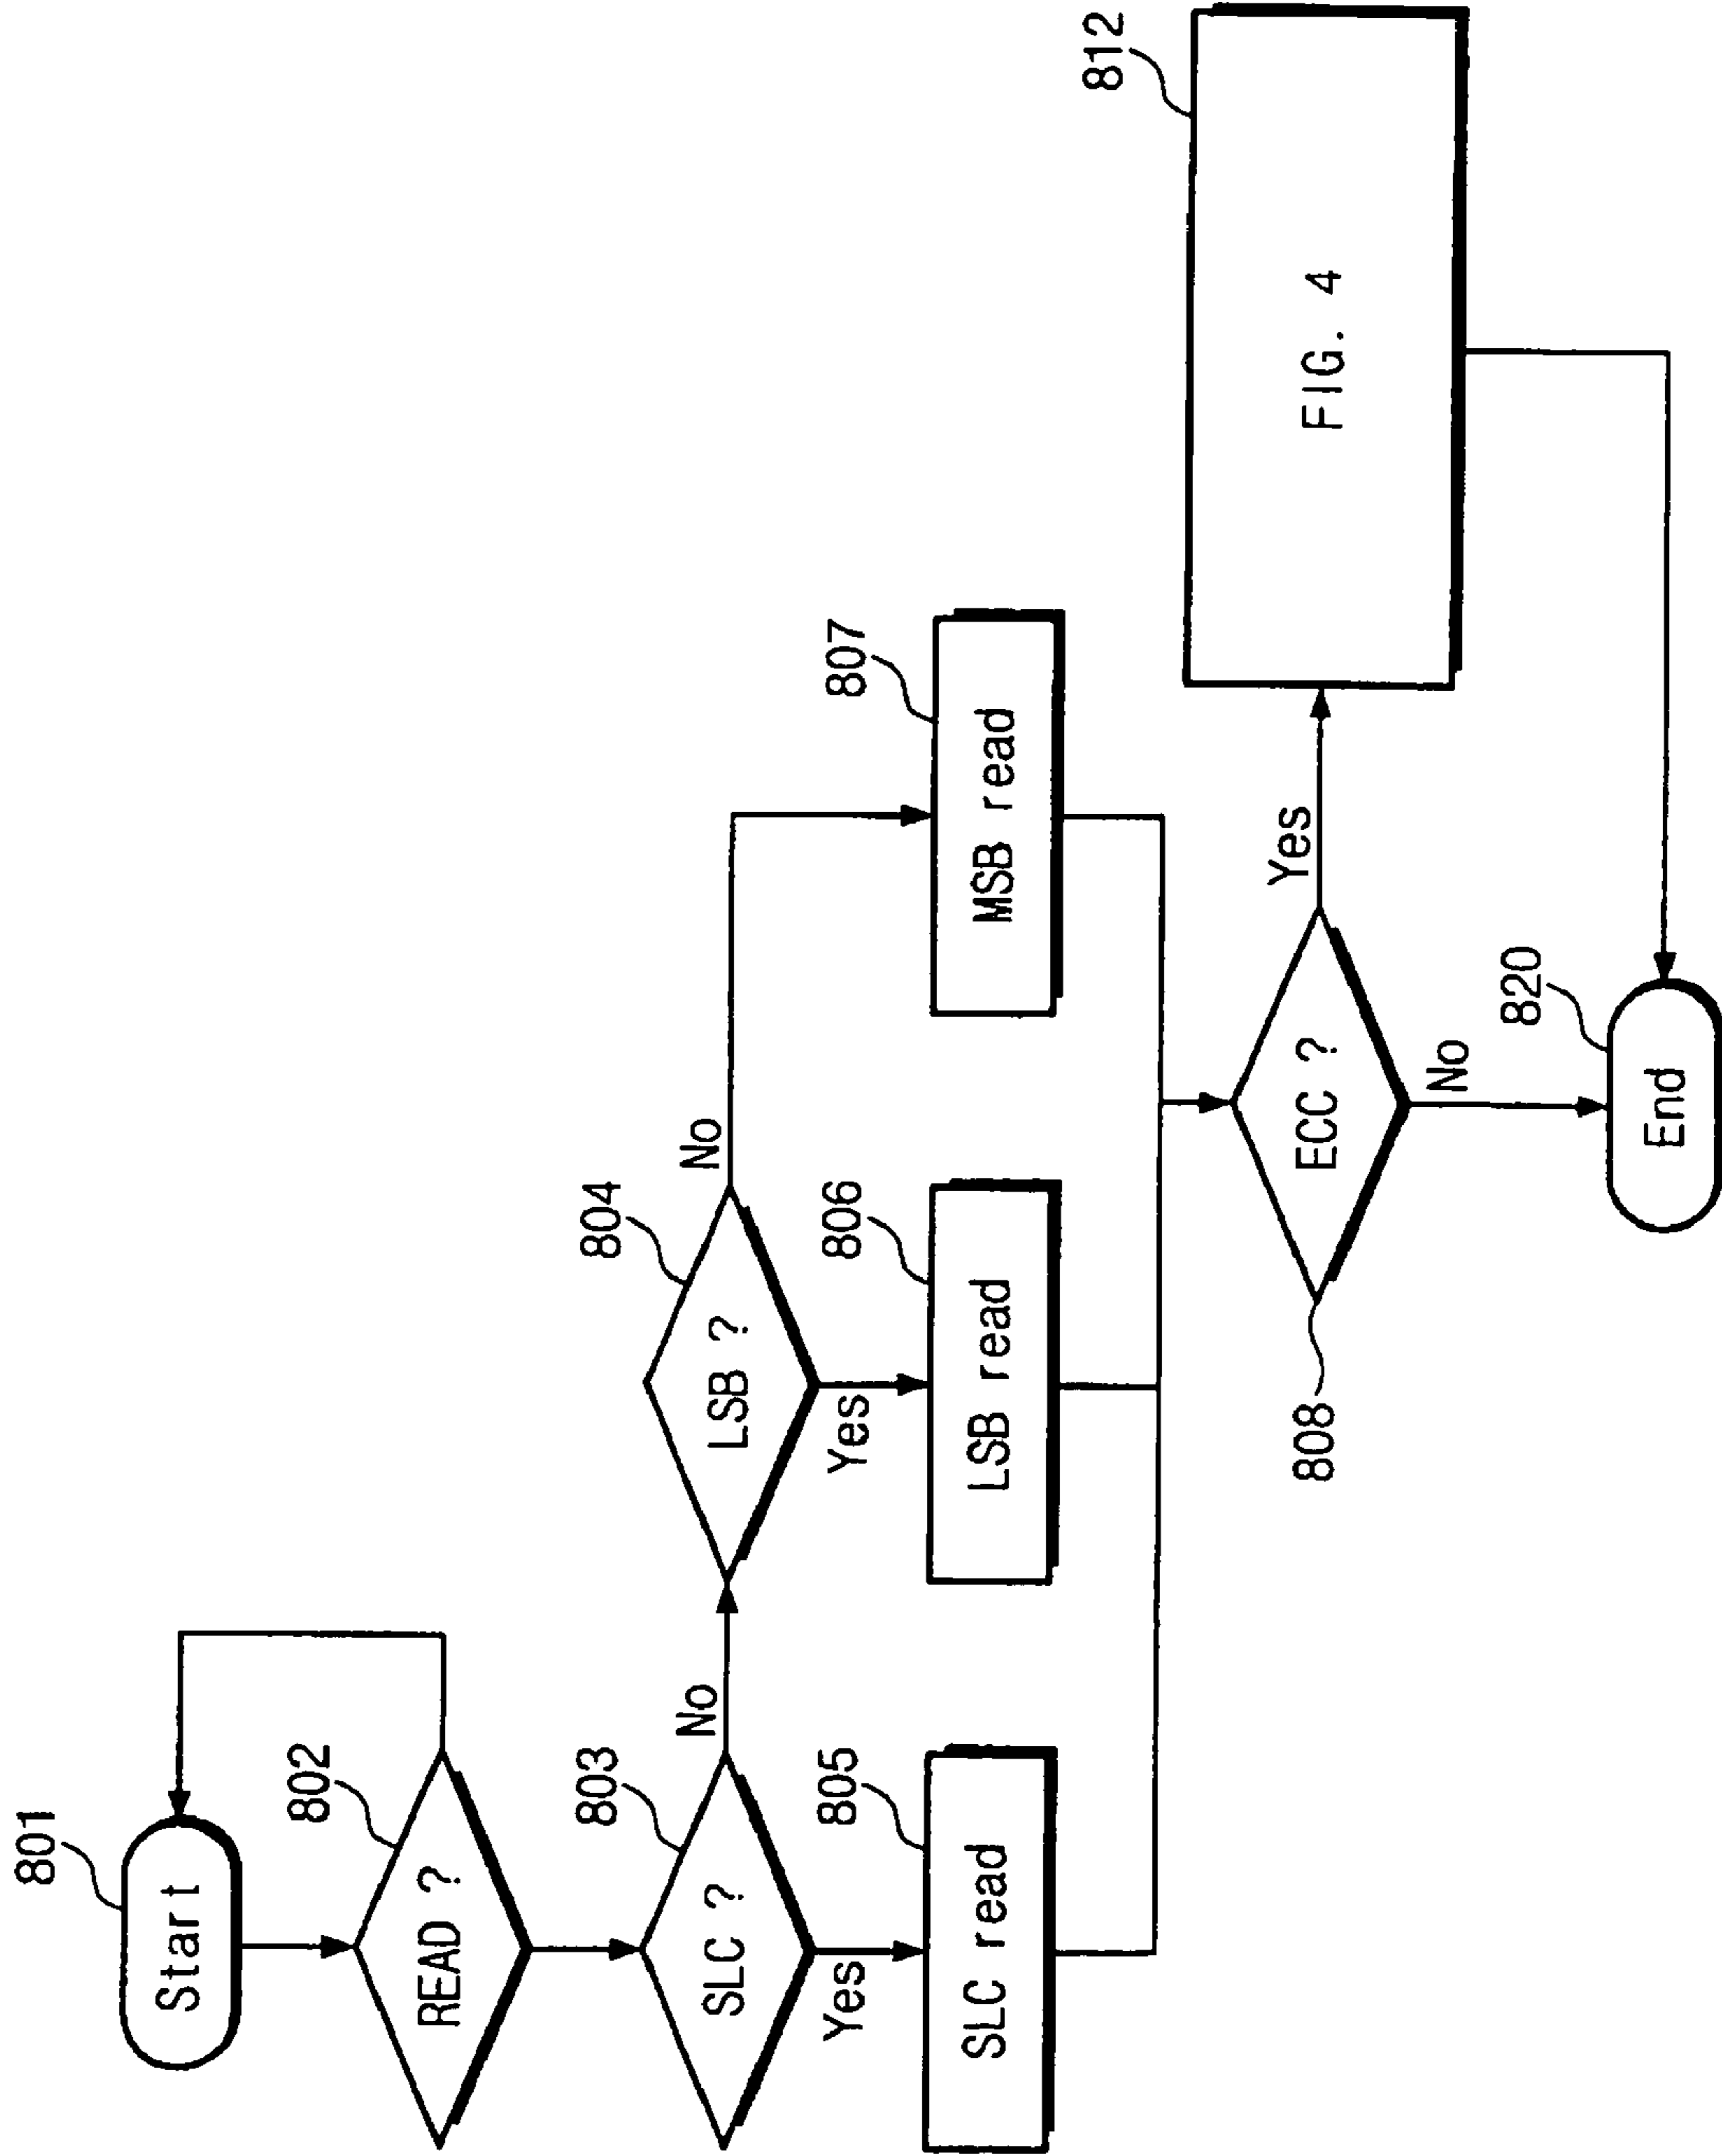 801
Start
802
READ ?
803
SLC ?
No
Yes
804
LSB ?
No
Yes
805
SLC read
806
LSB read
807
MSB read
808
ECC ?
Yes
No
812
FIG. 4
820
End